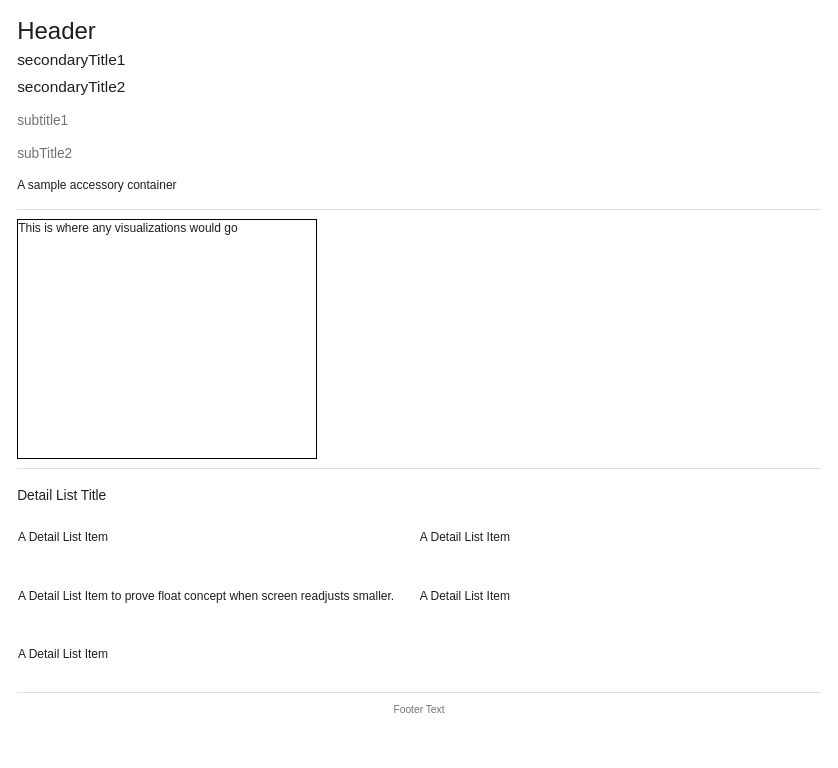 Header
secondaryTitle1
secondaryTitle2
subtitle1
subTitle2
A sample accessory container
This is where any visualizations would go
Detail List Title
A Detail List Item
A Detail List Item
A Detail List Item to prove float concept when screen readjusts smaller.
A Detail List Item
A Detail List Item
Footer Text